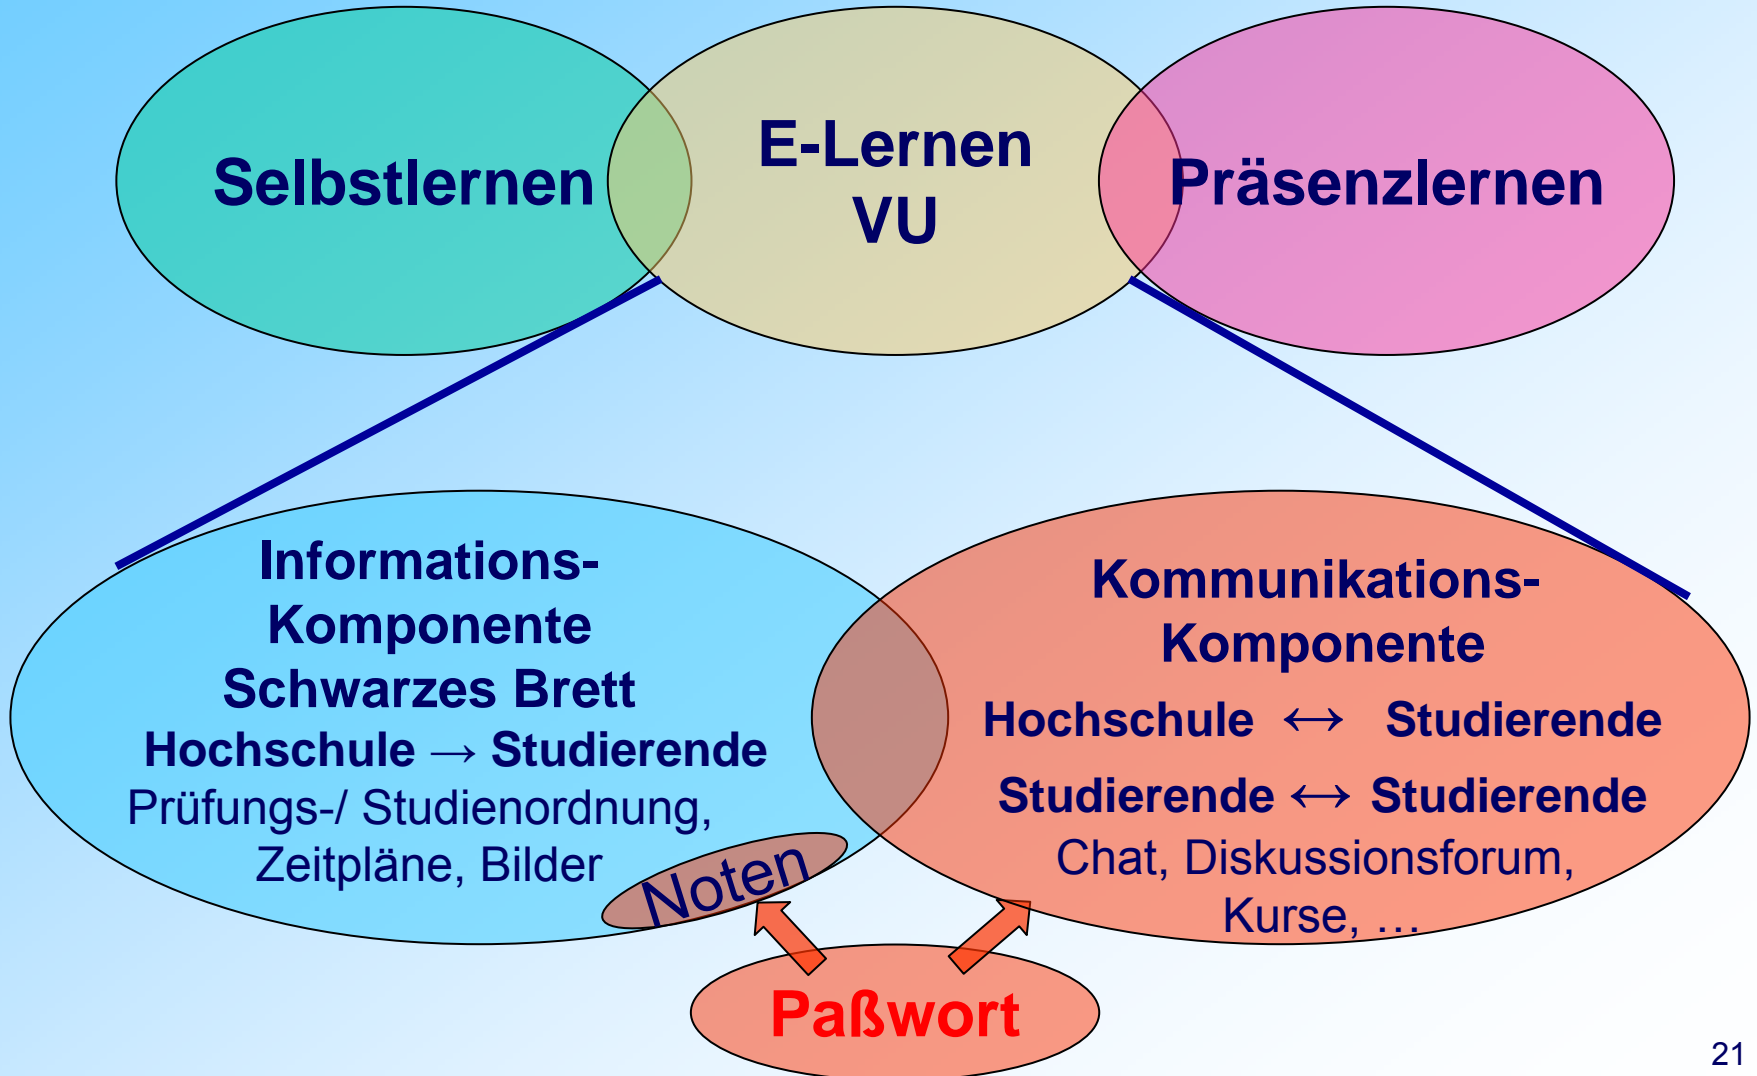 Selbstlernen
E-Lernen
VU
Präsenzlernen
Informations-
Komponente
Schwarzes Brett
Hochschule → Studierende
Prüfungs-/ Studienordnung,
Zeitpläne, Bilder
Noten
Kommunikations-
Komponente
Hochschule ↔ Studierende
Studierende ↔ Studierende
Chat, Diskussionsforum,
Kurse, …
Paßwort
21